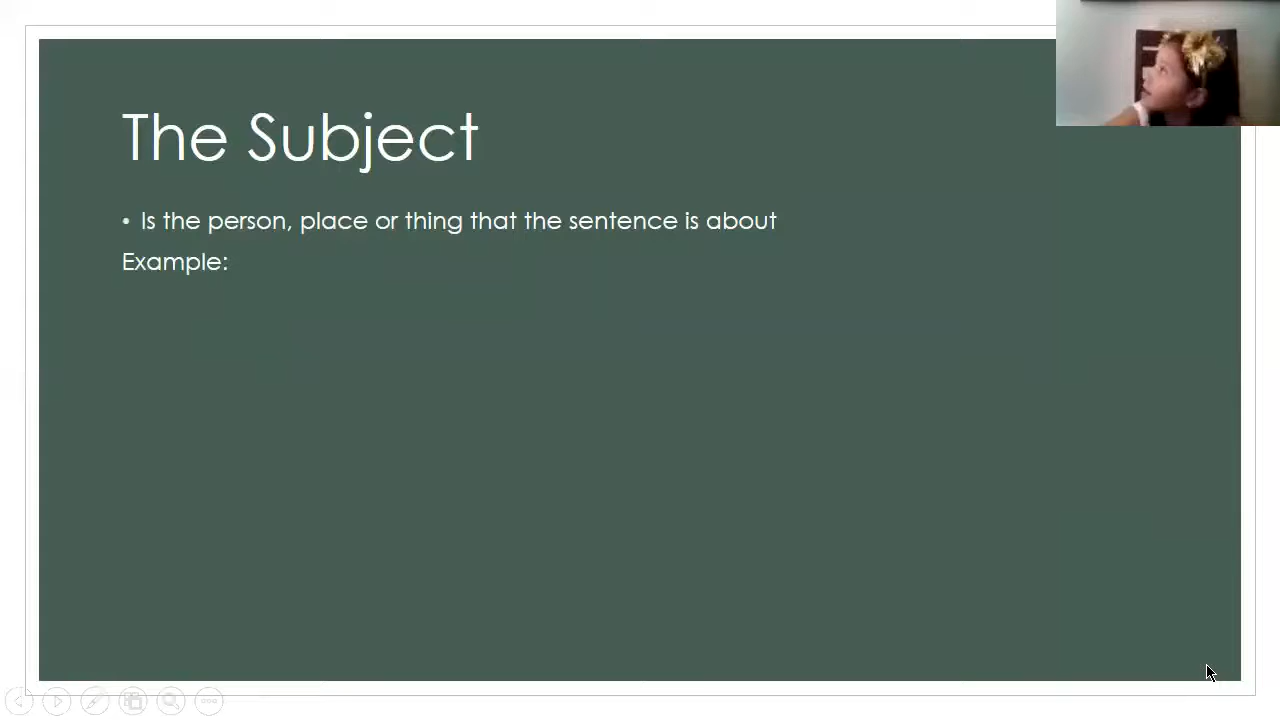 The Subject
• Is the person, place or thing that the sentence is about
Example: